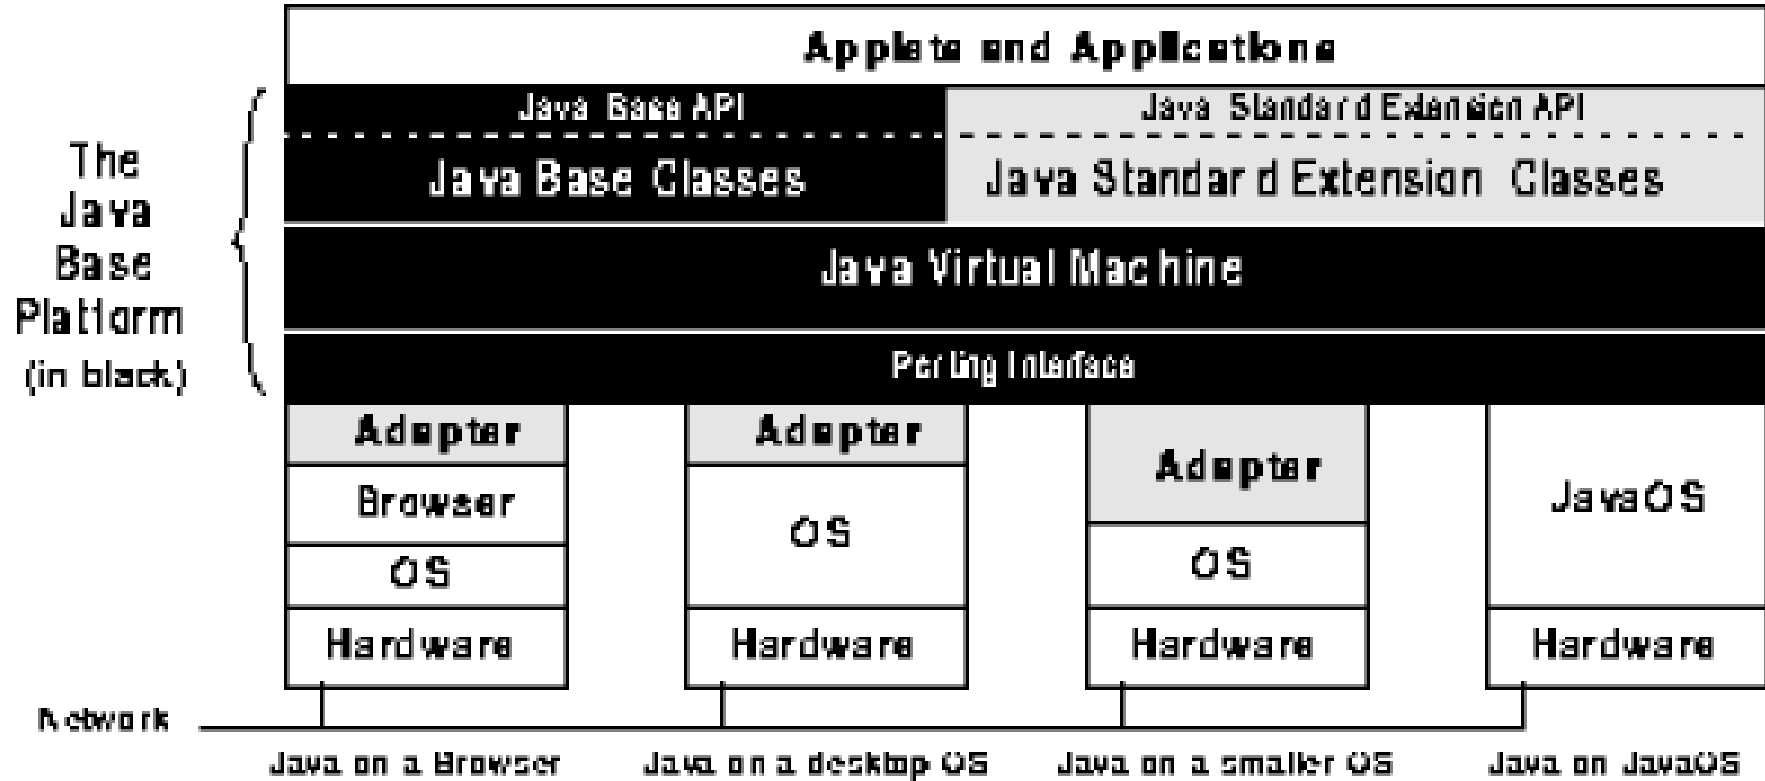 Applets and Applications
Java Base API
Java Standard Extension API
The
Java
Base
Platform
(in black)
Java Base Classes
Java Standard Extension Classes
Java Virtual Machine
Porting Interface
Adapter
Adapter
Adapter
JavaOS
Browser
OS
OS
OS
Hardware
Hardware
Hardware
Hardware
Network
Java on a Browser
Java on a desktop OS
Java on a smaller OS
Java on JavaOS